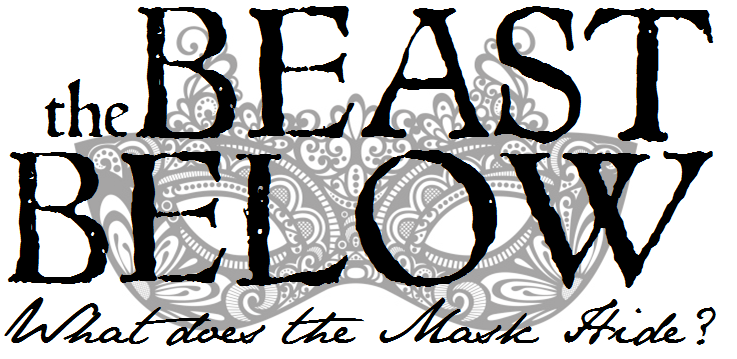 the BEAST
BELOW
What does the Mask Hide?